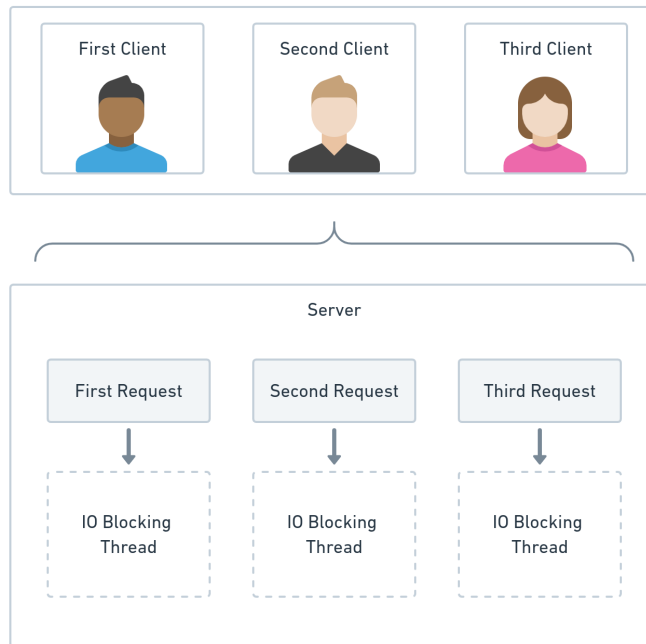 First Client
Second Client
Third Client
Server
First Request
Second Request
Third Request
IO Blocking
Thread
IO Blocking
Thread
IO Blocking
Thread